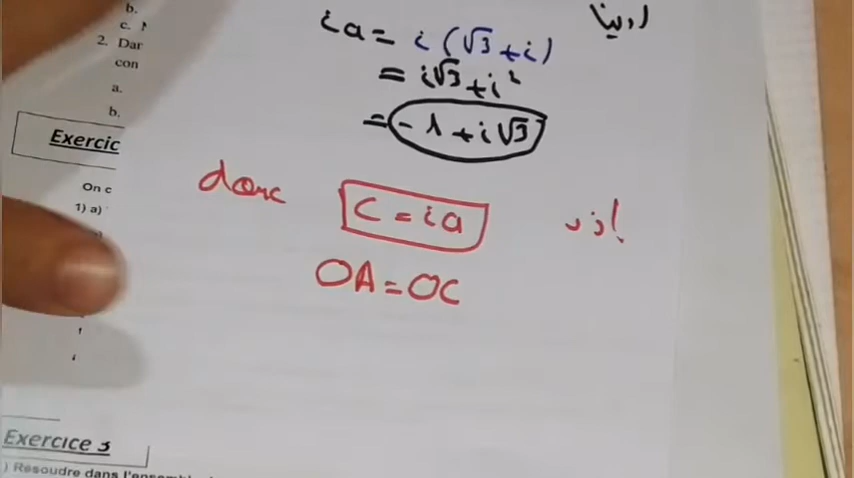 b.
c.
2. Dar
con
a.
b.
Exercic
On c
1) a)
ia = i(√3 + i)
لدينا
= i√3 + i²
= -1 + i√3
donc C = ia إذن
OA = OC
Exercice 3
) Résoudre dans l'ensemble